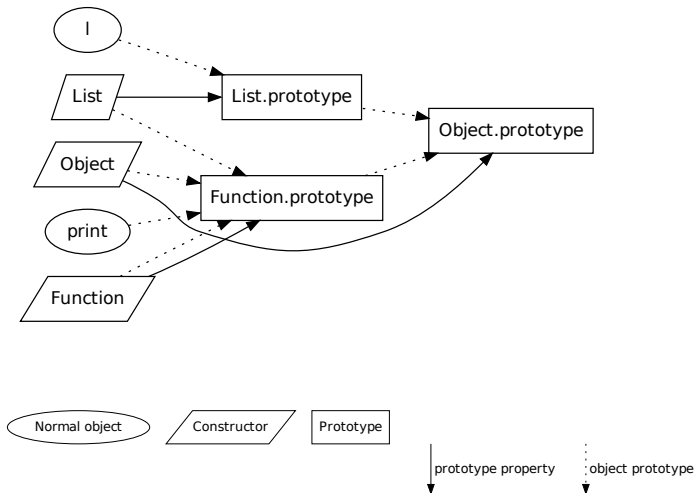 l
List
List.prototype
Object.prototype
Object
Function.prototype
print
Function
Normal object
Constructor
Prototype
prototype property
object prototype